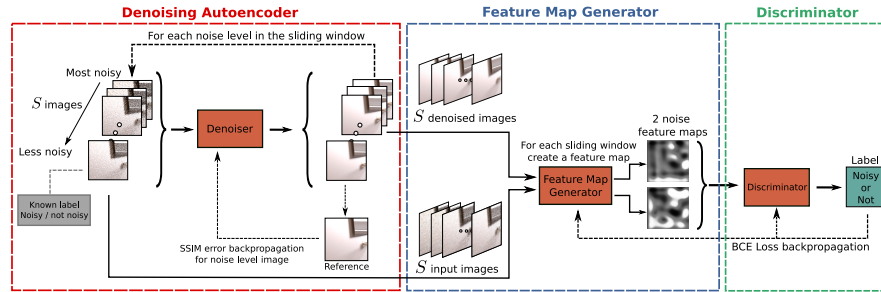 Denoising Autoencoder
For each noise level in the sliding window
Most noisy
S images
Less noisy
Known label
Noisy / not noisy
Denoiser
SSIM error backpropagation
for noise level image
Reference
Feature Map Generator
S denoised images
For each sliding window
create a feature map
Feature Map
Generator
2 noise
feature maps
S input images
Discriminator
Discriminator
Label
Noisy
or
Not
BCE Loss backpropagation